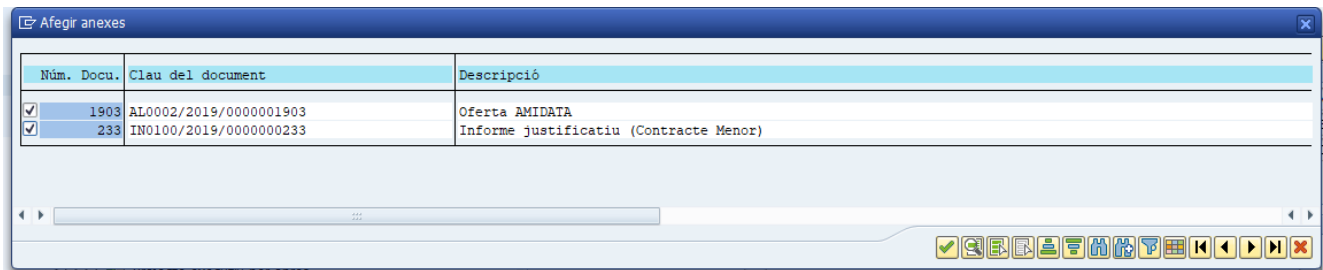 Afegir anexes
Núm. Docu. Clau del document Descripció
1903 AL0002/2019/0000001903 Oferta AMIDATA
233 IN0100/2019/0000000233 Informe justificatiu (Contracte Menor)